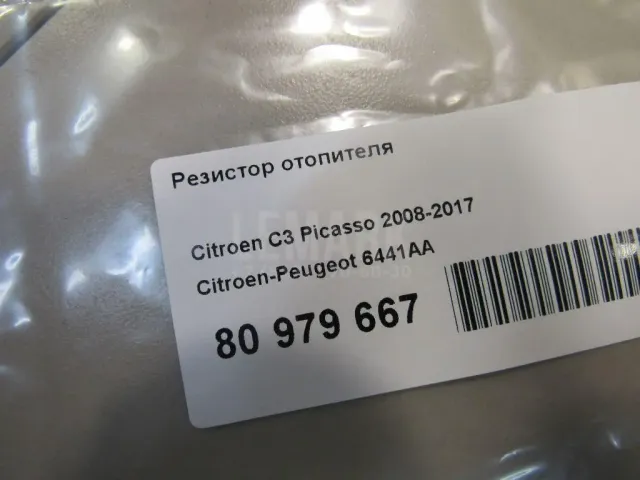 Резистор отопителя
Citroen C3 Picasso 2008-2017
Citroen-Peugeot 6441AA
80 979 667